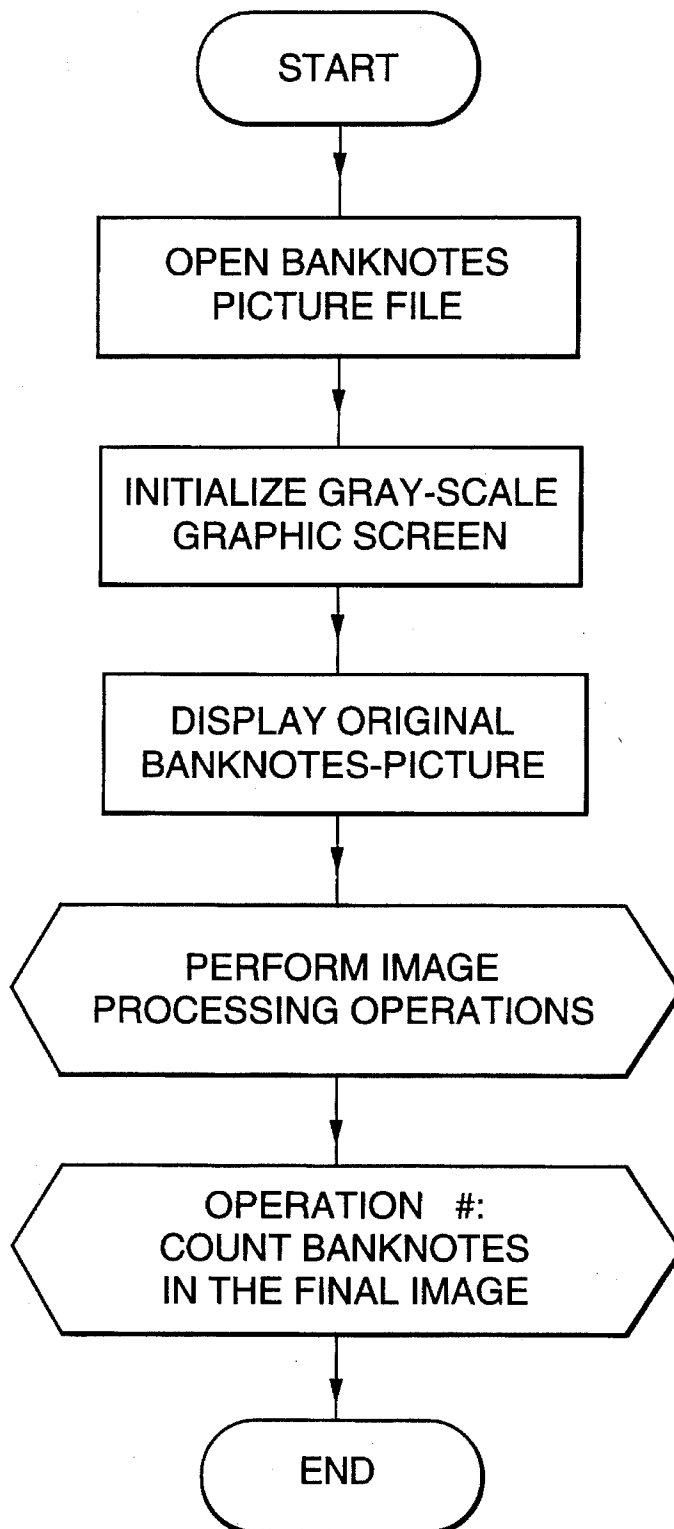 START
OPEN BANKNOTES
PICTURE FILE
INITIALIZE GRAY-SCALE
GRAPHIC SCREEN
DISPLAY ORIGINAL
BANKNOTES-PICTURE
PERFORM IMAGE
PROCESSING OPERATIONS
OPERATION #:
COUNT BANKNOTES
IN THE FINAL IMAGE
END